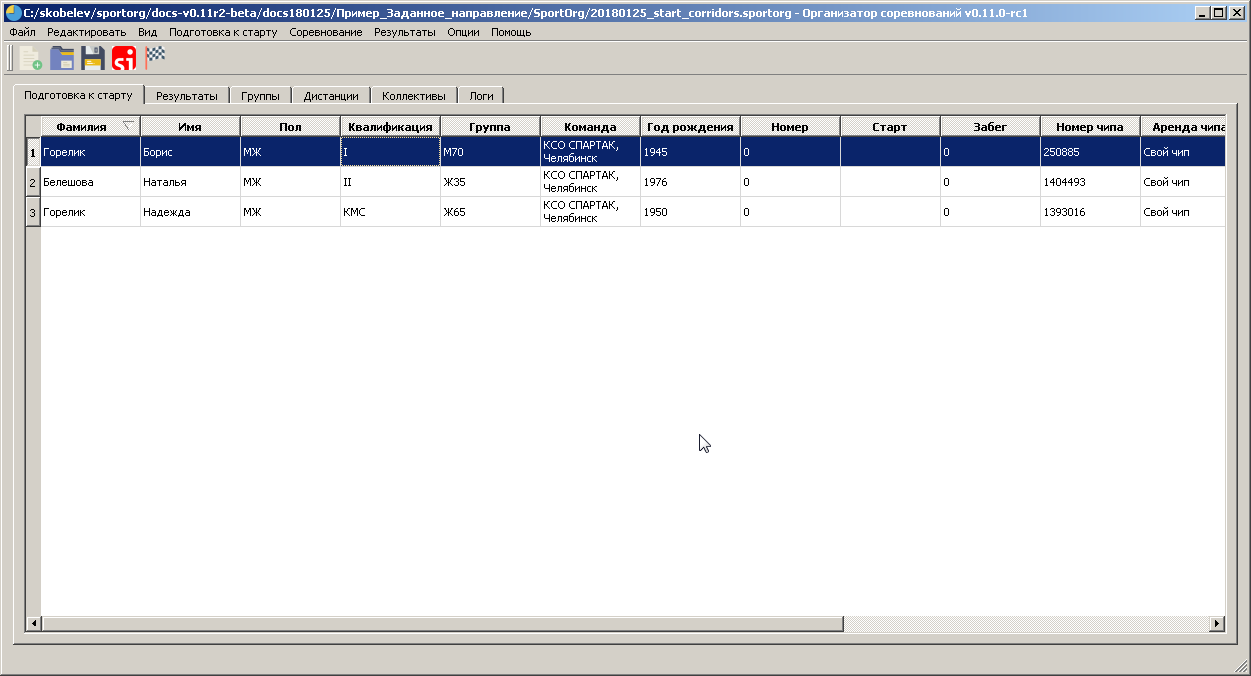 C:/skobelev/sportorg/docs-v0.11r2-beta/docs180125/Пример_Заданное_направление/SportOrg/20180125_start_corridors.sportorg - Организатор соревнований v0.11.0-rc1
Файл Редактировать Вид Подготовка к старту Соревнование Результаты Опции Помощь
si
Подготовка к старту Результаты Группы Дистанции Коллективы Логи
Фамилия Имя Пол Квалификация Группа Команда Год рождения Номер Старт Забег Номер чипа Аренда чипа
1 Горелик Борис МЖ I М70 КСО СПАРТАК, Челябинск 1945 0 0 250885 Свой чип
2 Белешова Наталья МЖ II Ж35 КСО СПАРТАК, Челябинск 1976 0 0 1404493 Свой чип
3 Горелик Надежда МЖ КМС Ж65 КСО СПАРТАК, Челябинск 1950 0 0 1393016 Свой чип